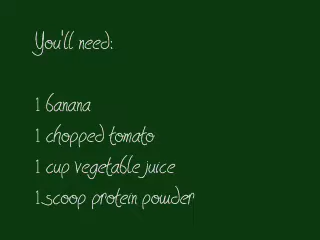 You'll need:
1 banana
1 chopped tomato
1 cup vegetable juice
1 scoop protein powder